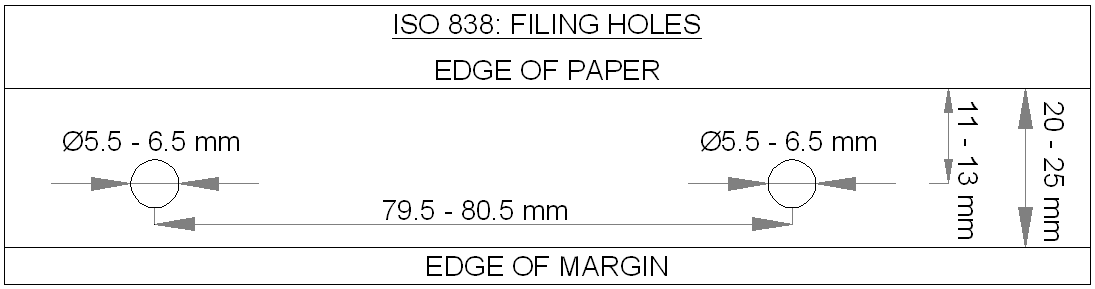 ISO 838: FILING HOLES
EDGE OF PAPER
Ø5.5 - 6.5 mm
Ø5.5 - 6.5 mm
11 - 13 mm
20 - 25 mm
79.5 - 80.5 mm
EDGE OF MARGIN